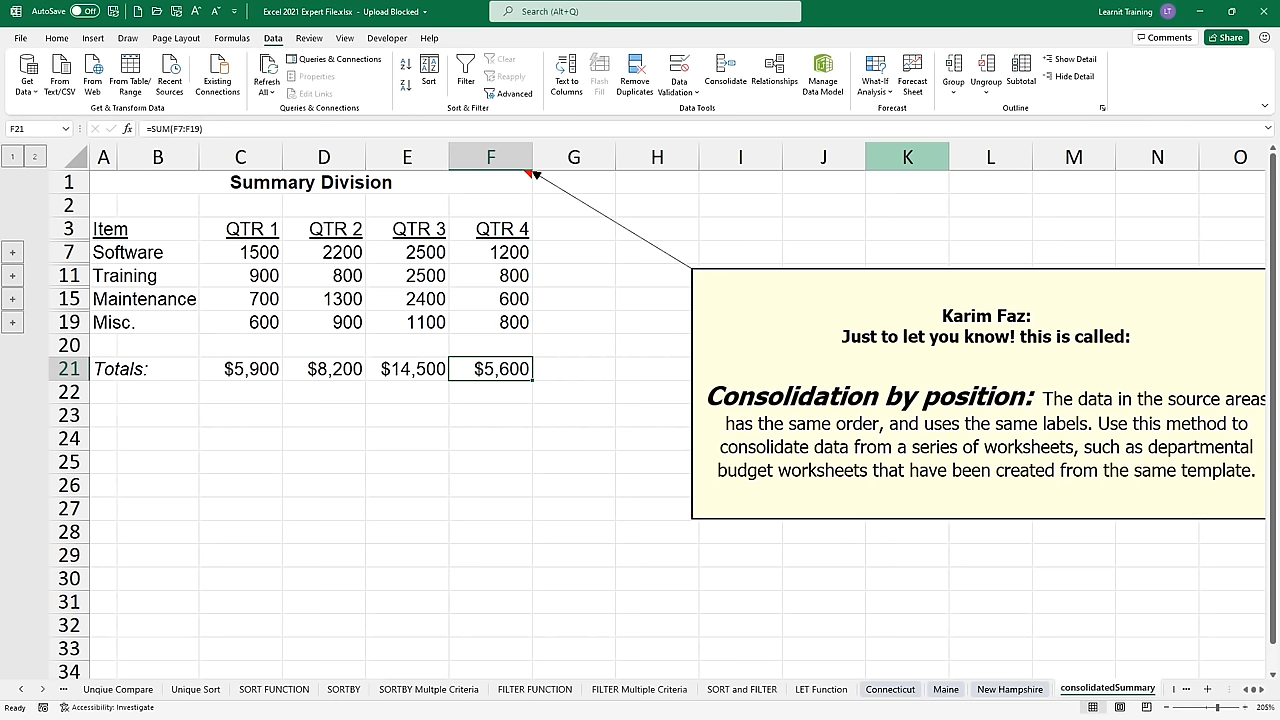 AutoSave Off Excel 2021 Expert File.xlsx - Upload Blocked Search (Alt+Q) Learnit Training LT
File Home Insert Draw Page Layout Formulas Data Review View Developer Help Comments Share
Get Data From Text/CSV From Web From Table/Range Recent Sources Existing Connections Refresh All Queries & Connections Properties Edit Links Sort Filter Clear Reapply Advanced Text to Columns Flash Fill Remove Duplicates Data Validation Consolidate Relationships Manage Data Model What-If Analysis Forecast Sheet Group Ungroup Subtotal Show Detail Hide Detail
Get & Transform Data Queries & Connections Sort & Filter Data Tools Forecast Outline
F21 fx =SUM(F7:F19)
1 2 A B C D E F G H I J K L M N O
1 Summary Division
2
3 Item QTR 1 QTR 2 QTR 3 QTR 4
7 Software 1500 2200 2500 1200
11 Training 900 800 2500 800
15 Maintenance 700 1300 2400 600
19 Misc. 600 900 1100 800
20
21 Totals: $5,900 $8,200 $14,500 $5,600
22
23
24
25
26
27
28
29
30
31
32
33
34
Karim Faz:
Just to let you know! this is called:
Consolidation by position: The data in the source areas
has the same order, and uses the same labels. Use this method to
consolidate data from a series of worksheets, such as departmental
budget worksheets that have been created from the same template.
Unqiue Compare Unique Sort SORT FUNCTION SORTBY SORTBY Multple Criteria FILTER FUNCTION FILTER Multiple Criteria SORT and FILTER LET Function Connecticut Maine New Hampshire consolidatedSummary
Ready Accessibility: Investigate 205%